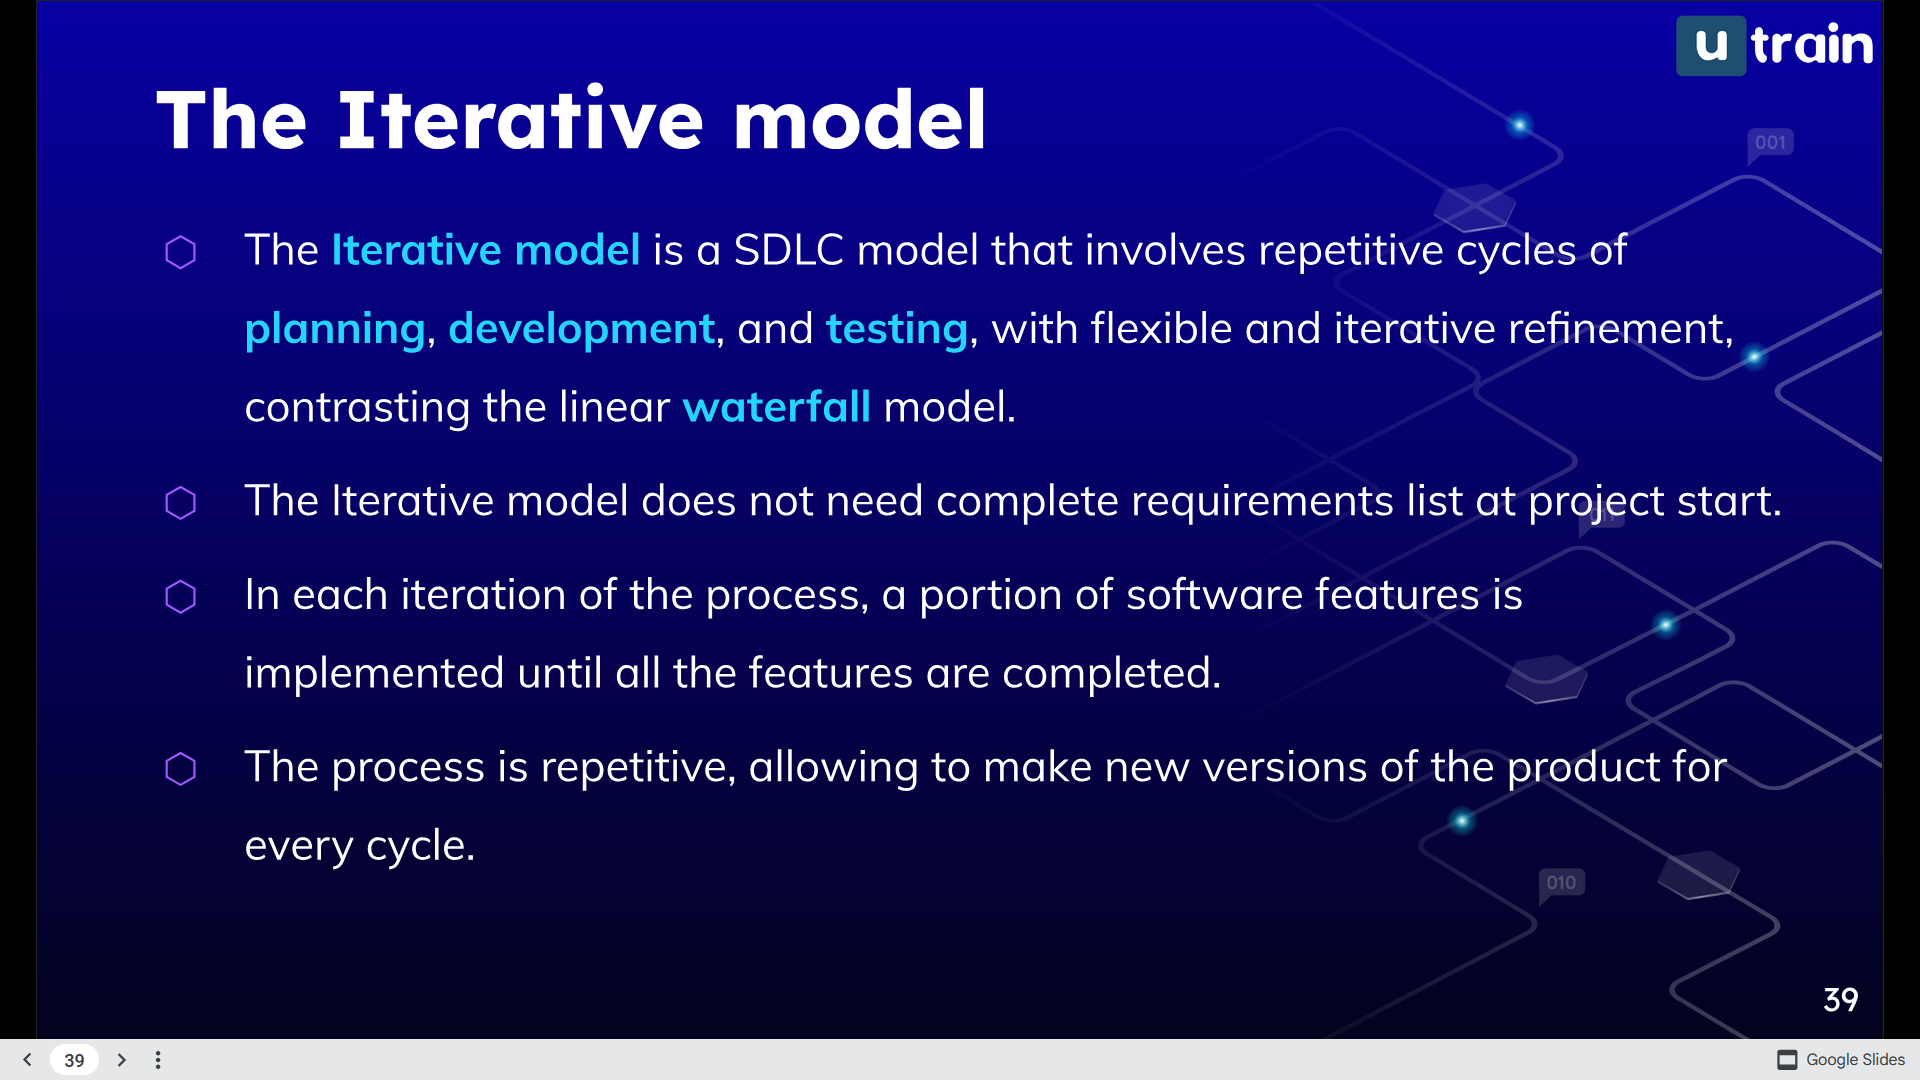 u train
The Iterative model
001
The Iterative model is a SDLC model that involves repetitive cycles of
planning, development, and testing, with flexible and iterative refinement,
contrasting the linear waterfall model.
The Iterative model does not need complete requirements list at project start.
In each iteration of the process, a portion of software features is
implemented until all the features are completed.
The process is repetitive, allowing to make new versions of the product for
every cycle.
010
39
39
Google Slides